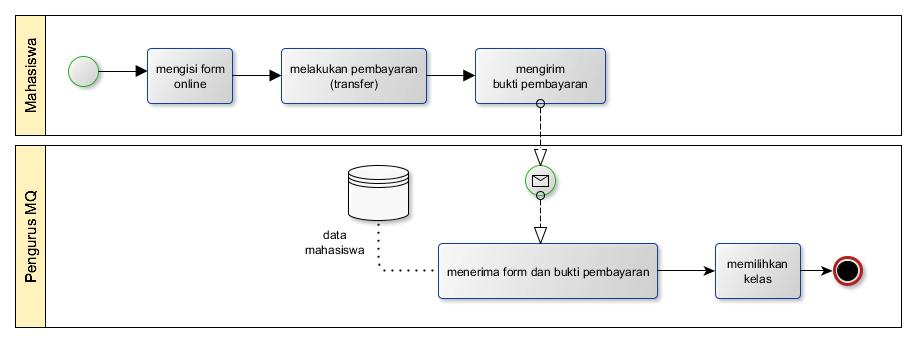 Mahasiswa
mengisi form
online
melakukan pembayaran
(transfer)
mengirim
bukti pembayaran
Pengurus MQ
data
mahasiswa
menerima form dan bukti pembayaran
memilihkan
kelas